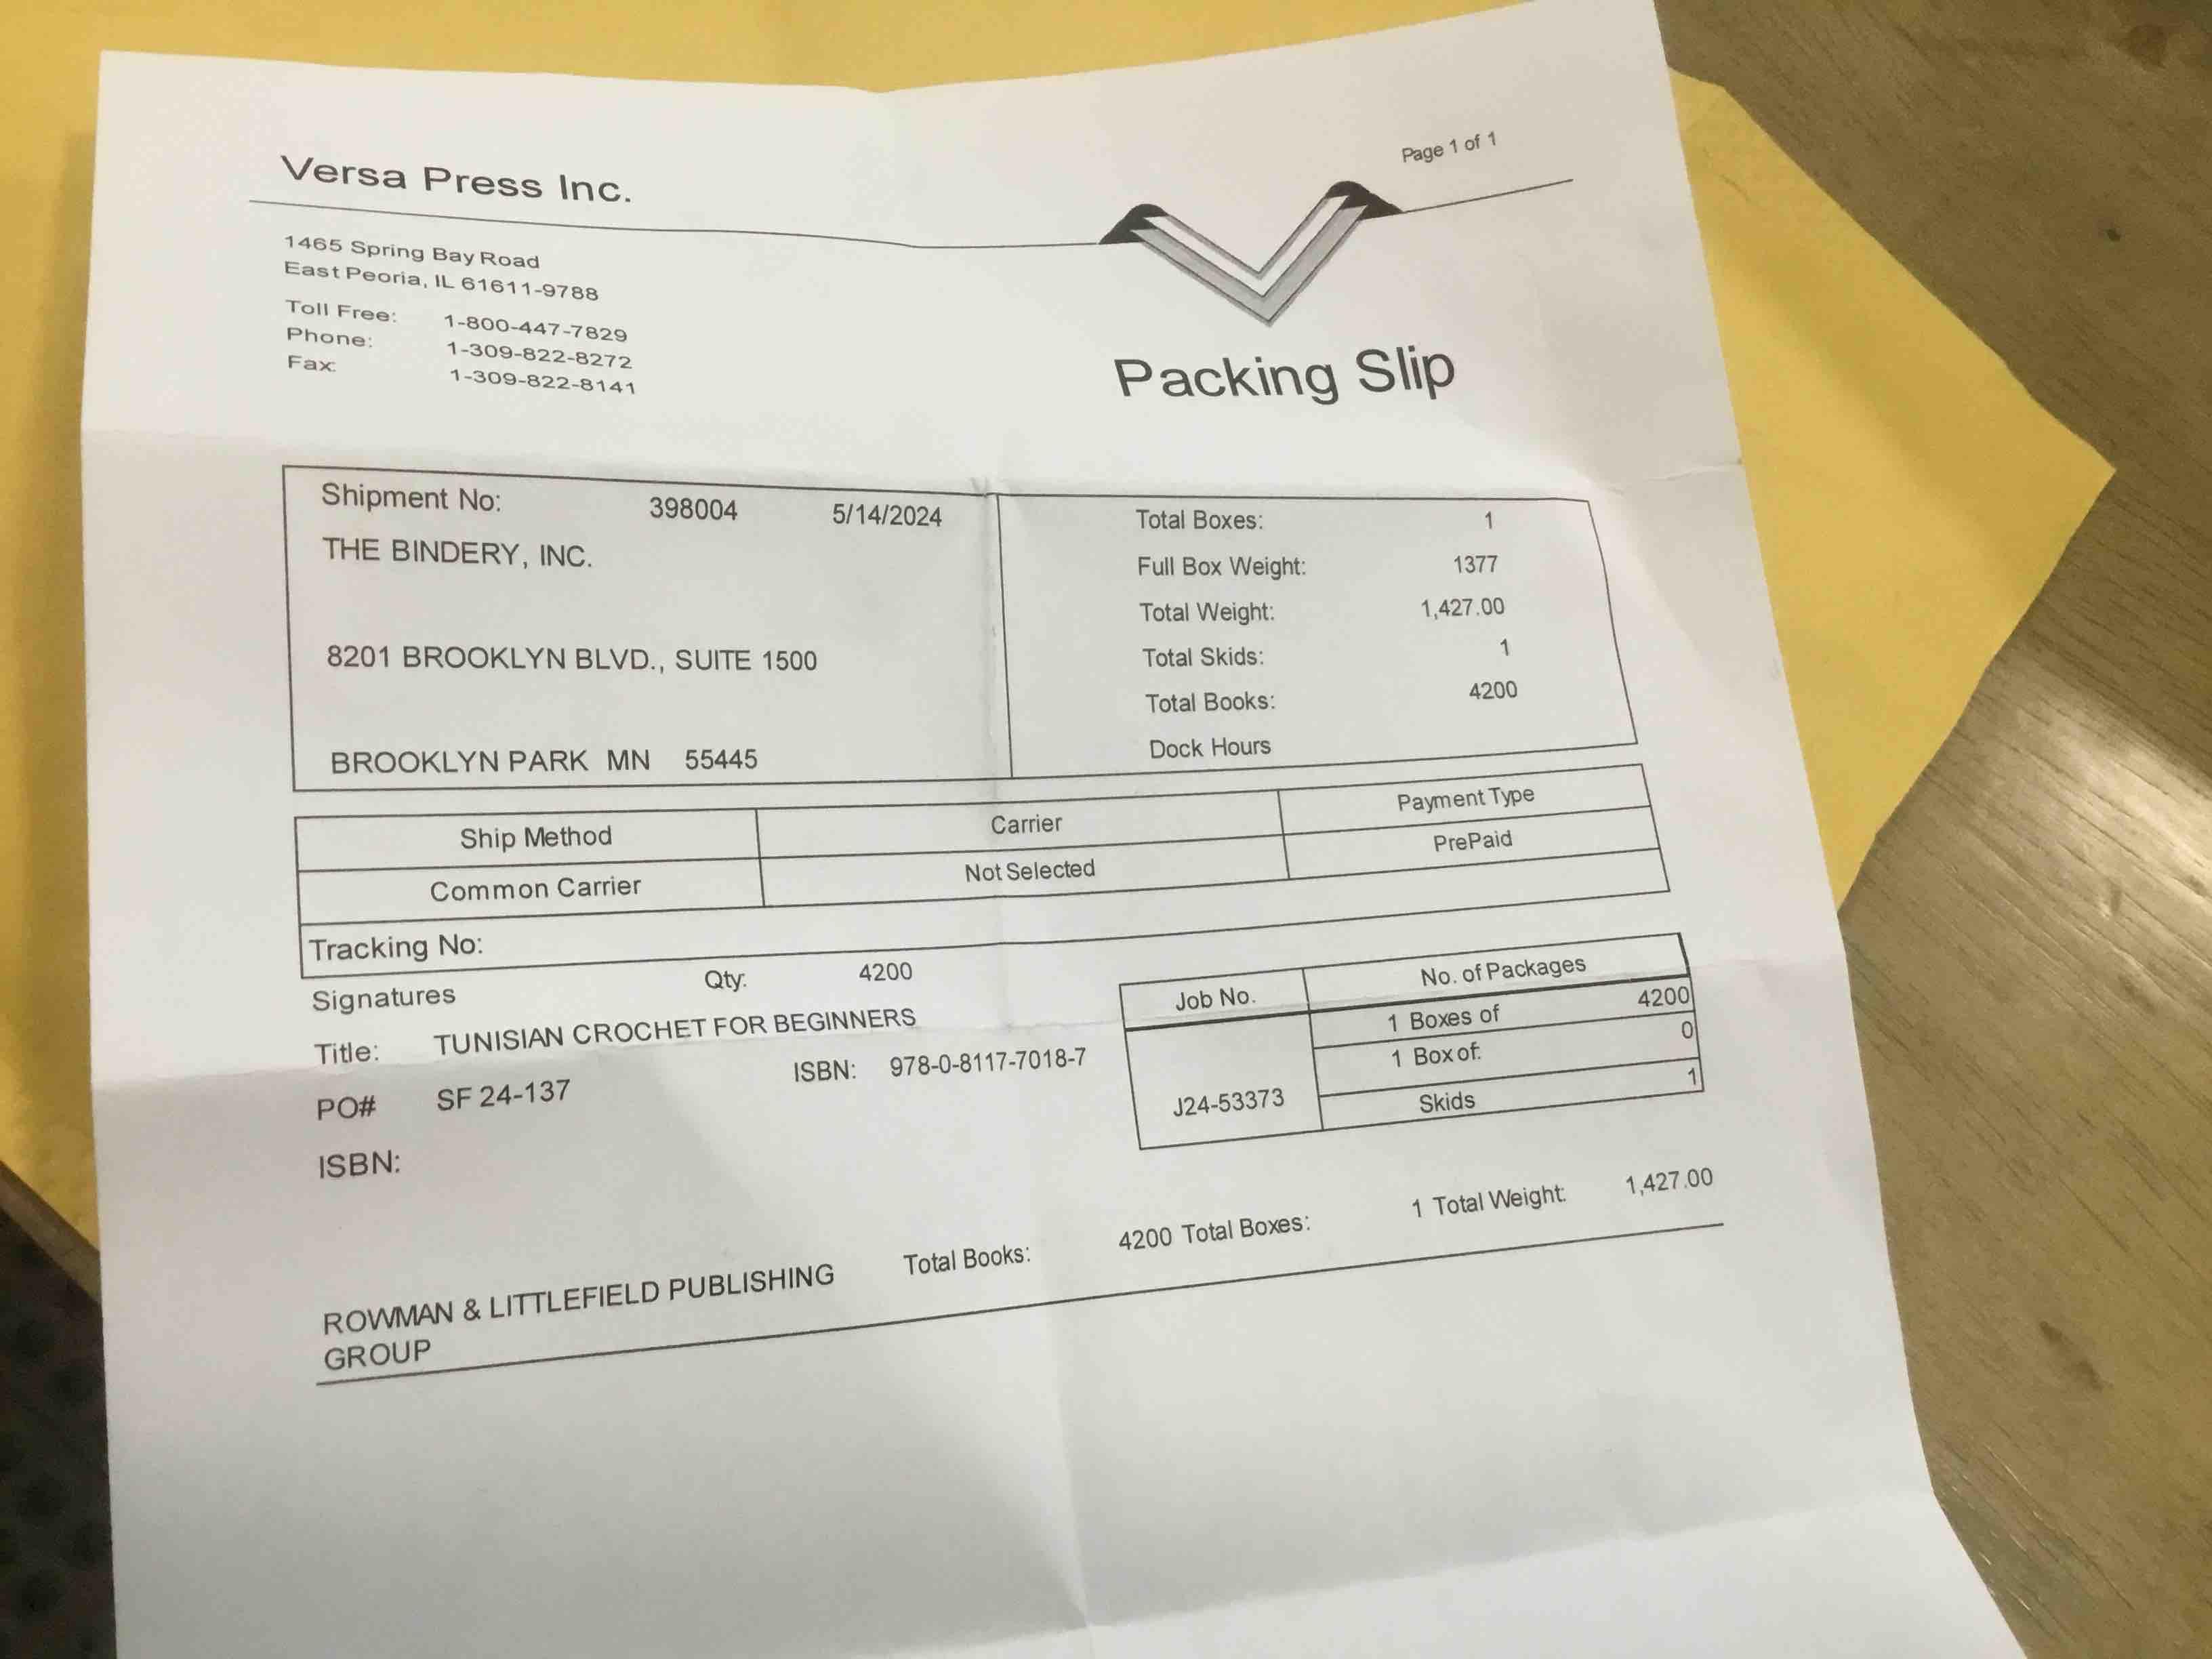 Page 1 of 1
Versa Press Inc.
1465 Spring Bay Road
East Peoria, IL 61611-9788
Toll Free: 1-800-447-7829
Phone: 1-309-822-8272
Fax: 1-309-822-8141
Packing Slip
Shipment No: 398004 5/14/2024
THE BINDERY, INC.
8201 BROOKLYN BLVD., SUITE 1500
BROOKLYN PARK MN 55445
Total Boxes: 1
Full Box Weight: 1377
Total Weight: 1,427.00
Total Skids: 1
Total Books: 4200
Dock Hours
Ship Method Carrier Payment Type
Common Carrier Not Selected PrePaid
Tracking No:
Signatures Qty: 4200
Title: TUNISIAN CROCHET FOR BEGINNERS
PO# SF 24-137 ISBN: 978-0-8117-7018-7
ISBN:
Job No. No. of Packages
1 Boxes of 4200
1 Box of: 0
J24-53373 Skids 1
ROWMAN & LITTLEFIELD PUBLISHING Total Books: 4200 Total Boxes: 1 Total Weight: 1,427.00
GROUP